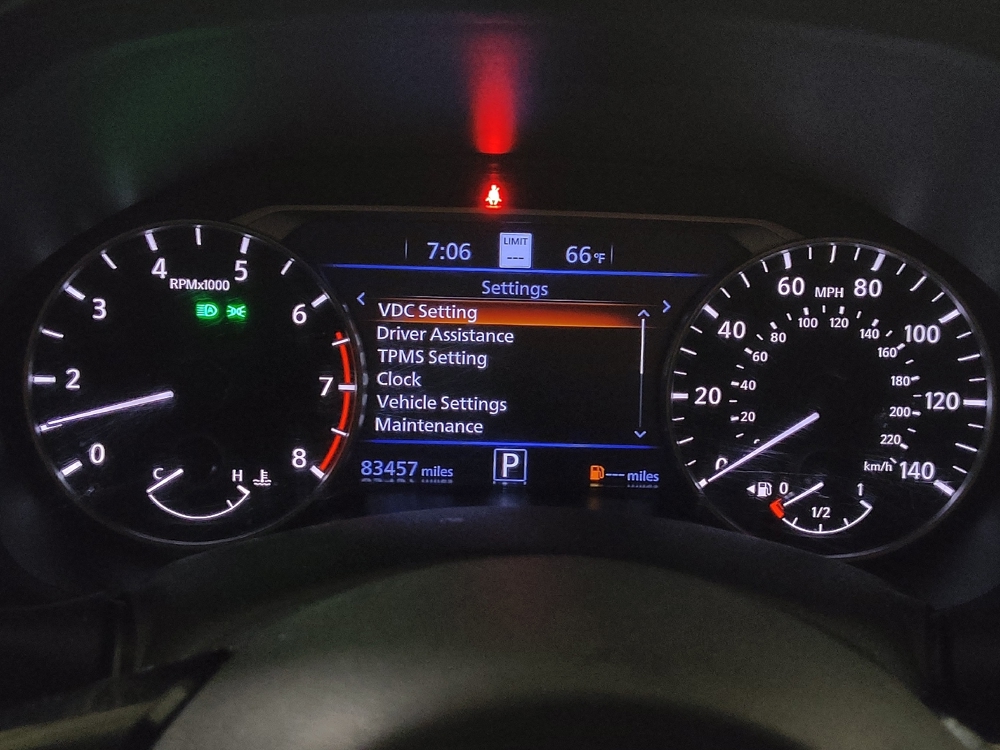 7:06
LIMIT
---
66°F
Settings
VDC Setting
Driver Assistance
TPMS Setting
Clock
Vehicle Settings
Maintenance
83457 miles
P
--- miles
RPMx1000
0
2
3
4
5
6
7
8
C
H
MPH
0
20
40
60
80
100
120
140
20
40
60
80
100
120
140
160
180
200
220
km/h
0
1/2
1